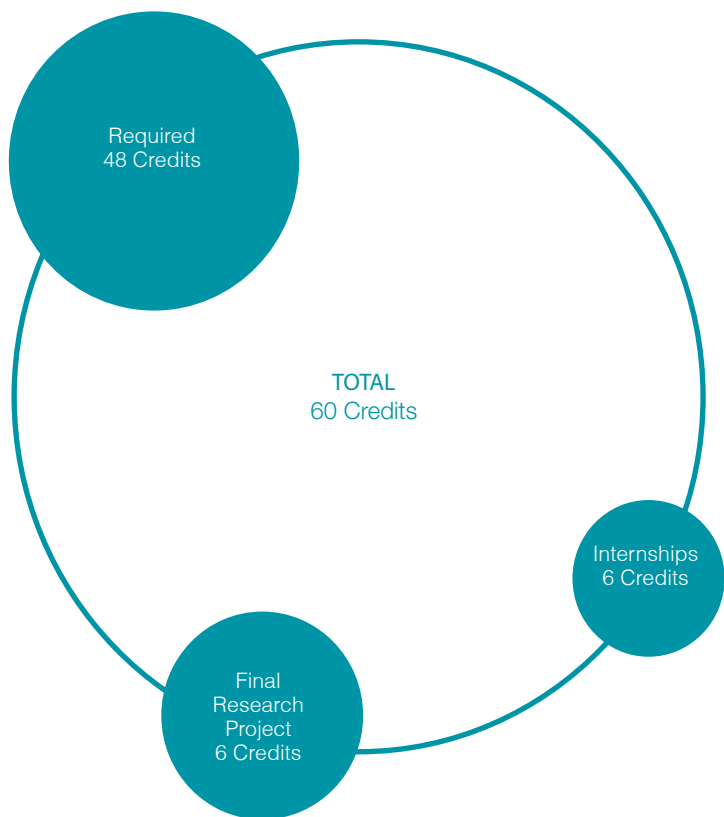 Required
48 Credits
TOTAL
60 Credits
Internships
6 Credits
Final
Research
Project
6 Credits